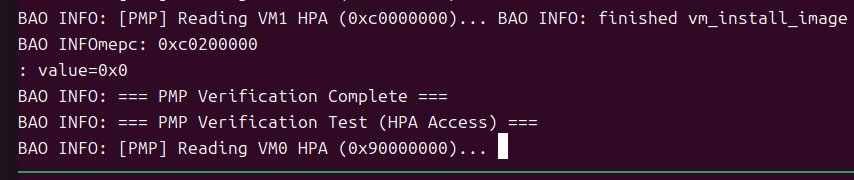 BAO INFO: [PMP] Reading VM1 HPA (0xc0000000)... BAO INFO: finished vm_install_image
BAO INFOmepc: 0xc0200000
: value=0x0
BAO INFO: === PMP Verification Complete ===
BAO INFO: === PMP Verification Test (HPA Access) ===
BAO INFO: [PMP] Reading VM0 HPA (0x90000000)...